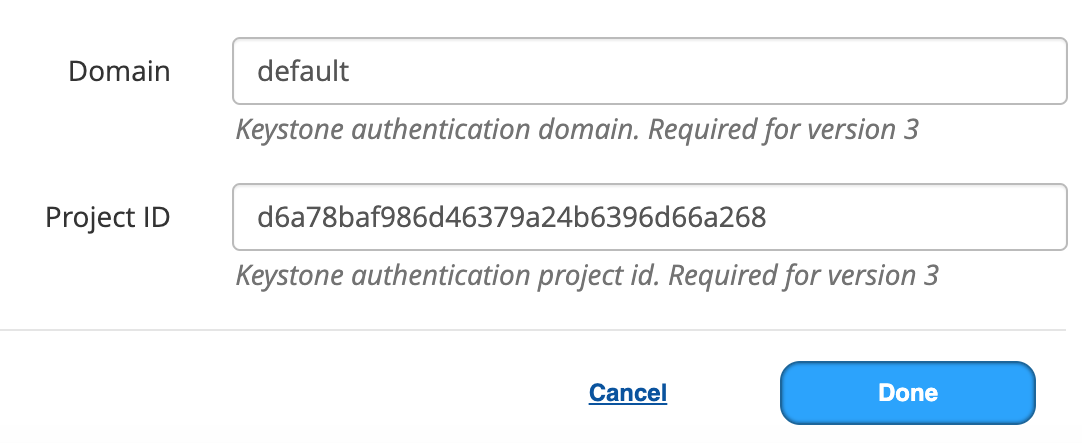 Domain
default
Keystone authentication domain. Required for version 3
Project ID
d6a78baf986d46379a24b6396d66a268
Keystone authentication project id. Required for version 3
Cancel
Done